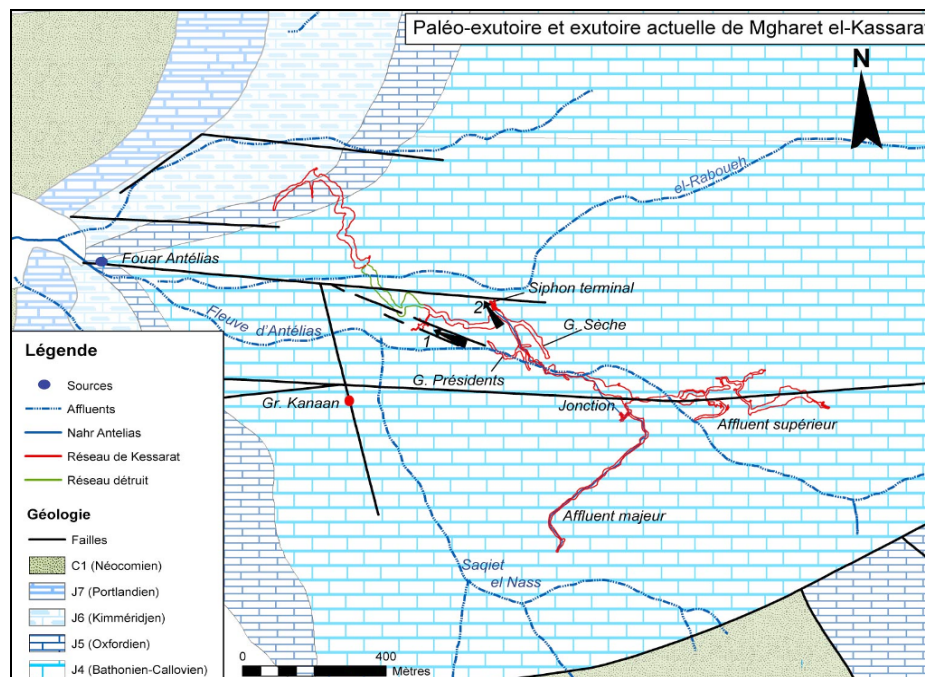 Paléo-exutoire et exutoire actuelle de Mgharet el-Kassarat
N
el-Raboueh
Fouar Antélias
Siphon terminal
2
G. Sèche
Fleuve d'Antélias
1
G. Présidents
Gr. Kanaan
Jonction
Affluent supérieur
Affluent majeur
Saqiet
el Nass
Légende
Sources
Affluents
Nahr Antelias
Réseau de Kessarat
Réseau détruit
Géologie
Failles
C1 (Néocomien)
J7 (Portlandien)
J6 (Kimméridjen)
J5 (Oxfordien)
J4 (Bathonien-Callovien)
0 400
Mètres